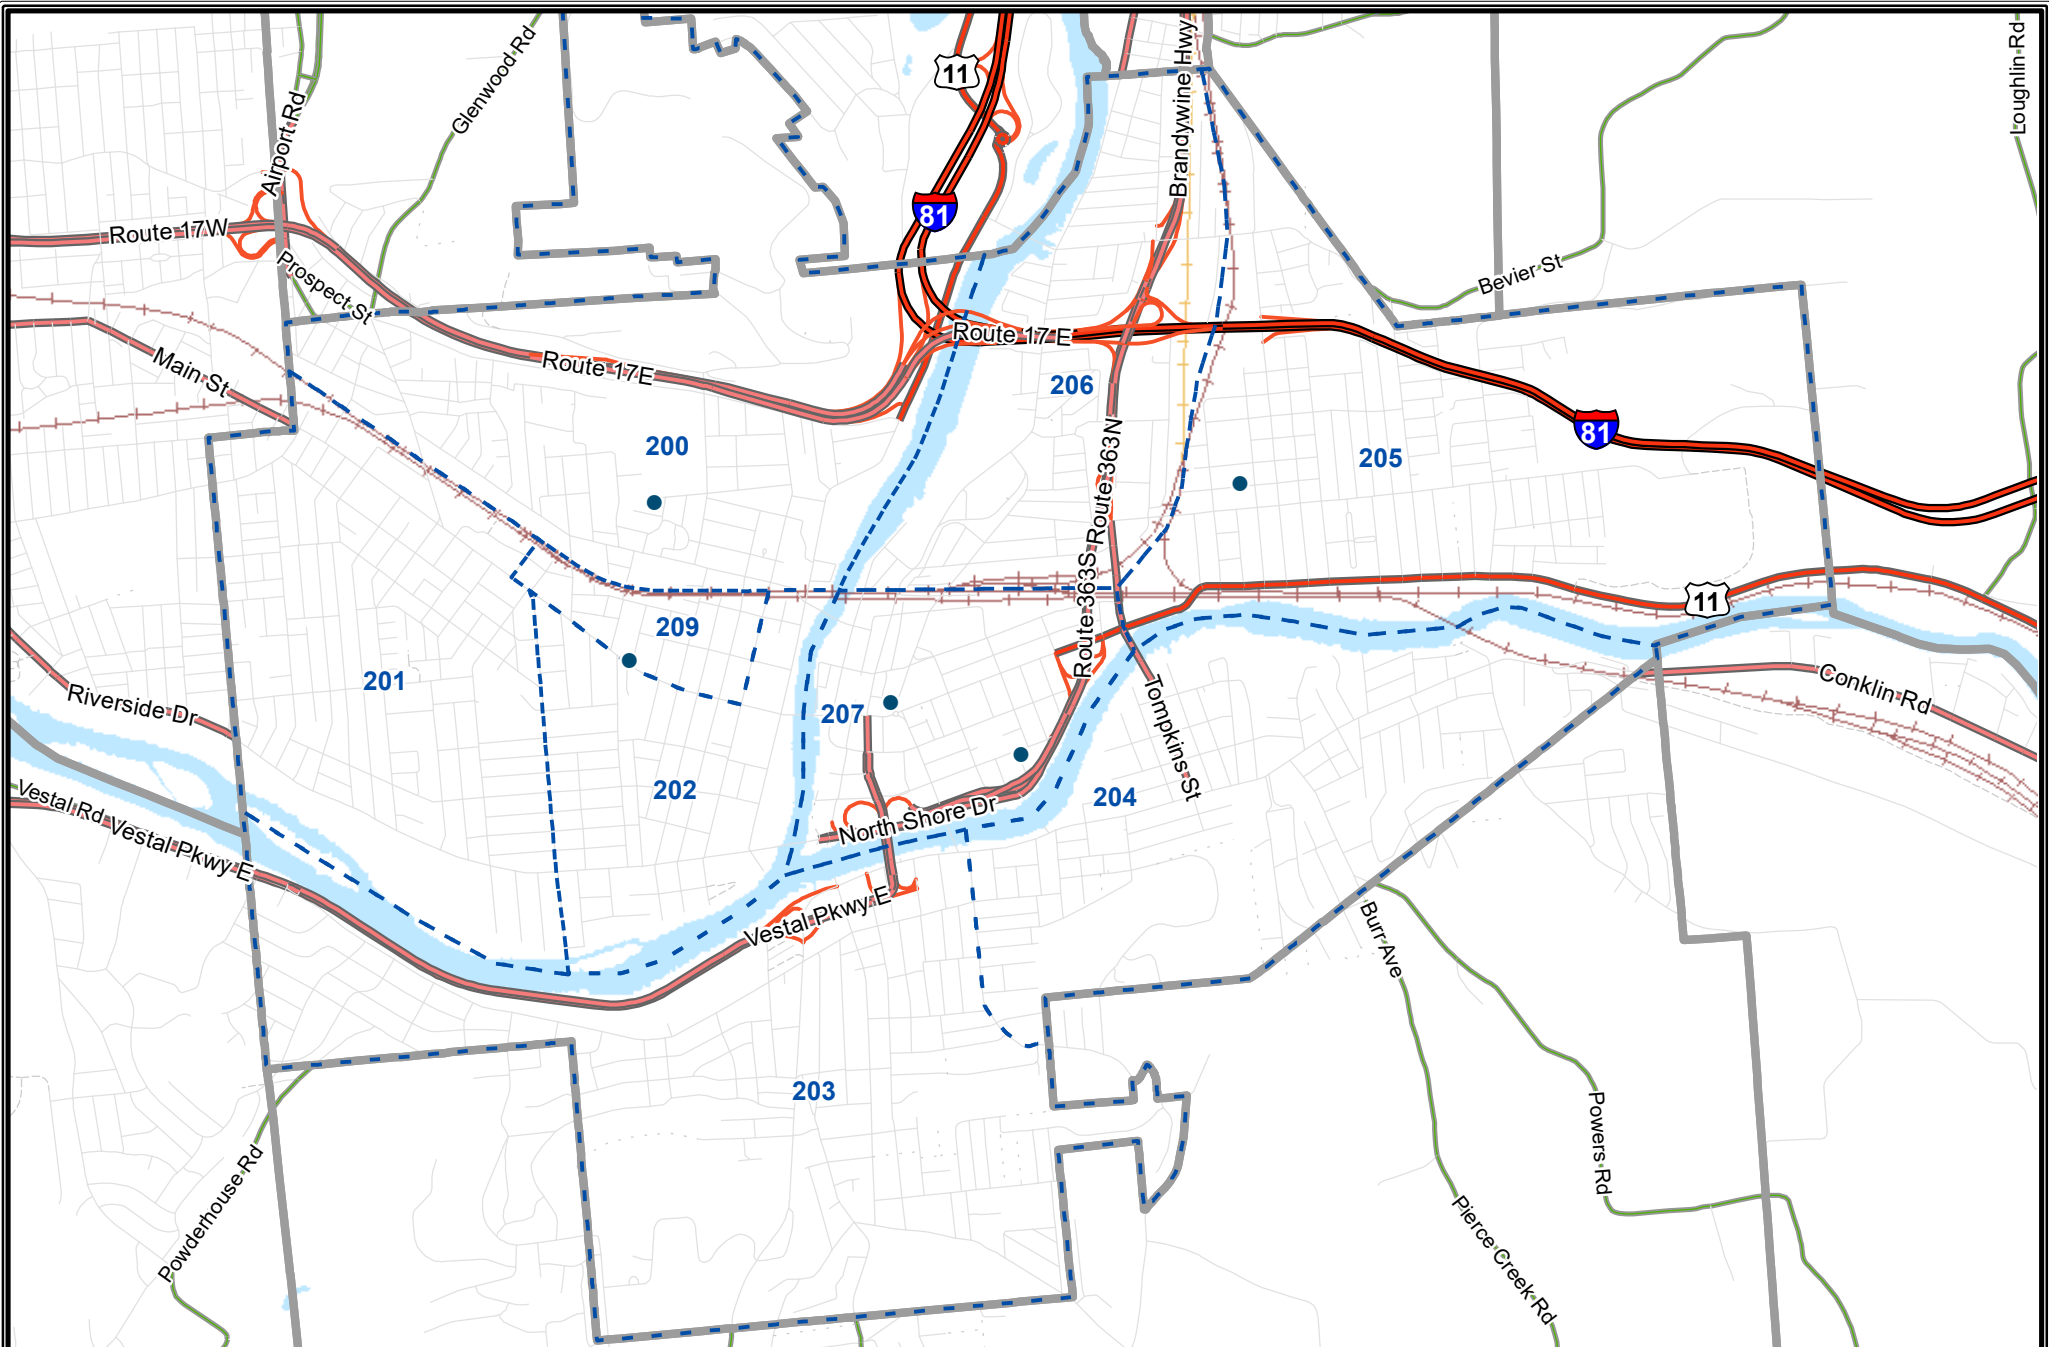 Glenwood Rd
11
Brandywine Hwy
Loughlin Rd
Airport Rd
81
Route 17W
Prospect St
Bevier St
Route 17 E
Main St
Route 17E
206
81
200
205
Route 363N
Route 363S
11
209
201
Riverside Dr
207
Tompkins St
Conklin Rd
202
204
Vestal Rd
North Shore Dr
Vestal Pkwy E
Vestal Pkwy E
Burr Ave
203
Powers Rd
Powderhouse Rd
Pierce Creek Rd